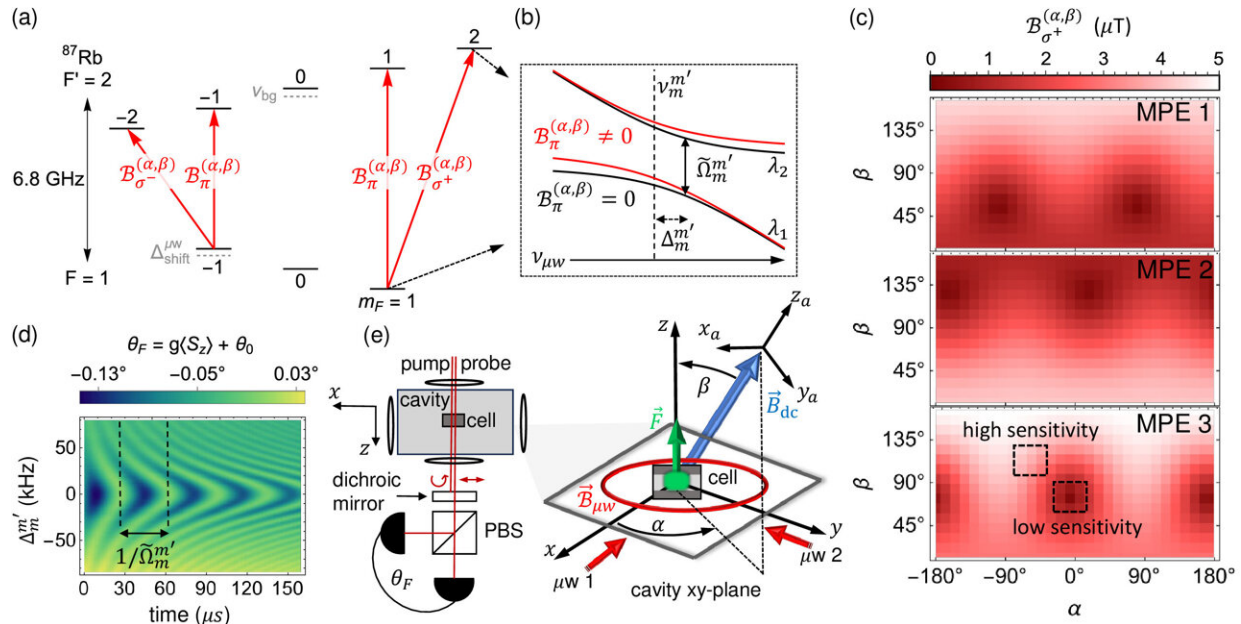 (a)
⁸⁷Rb
F' = 2
6.8 GHz
F = 1
−2
−1
0
1
2
ν_bg
ℬ_σ⁻^(α,β)
ℬ_π^(α,β)
ℬ_π^(α,β)
ℬ_σ⁺^(α,β)
Δ_shift^μw
−1
0
m_F = 1
(b)
ν_m^m′
ℬ_π^(α,β) ≠ 0
ℬ_π^(α,β) = 0
Ω̃_m^m′
λ₂
Δ_m^m′
λ₁
ν_μw
(c)
ℬ_σ⁺^(α,β) (μT)
0 1 2 3 4 5
MPE 1
135°
β 90°
45°
MPE 2
135°
β 90°
45°
MPE 3
high sensitivity
135°
β 90°
45°
low sensitivity
−180° −90° 0° 90° 180°
α
(d)
θ_F = g⟨S_z⟩ + θ₀
−0.13° −0.05° 0.03°
Δ_m^m′ (kHz)
50
0
−50
1/Ω̃_m^m′
0 30 60 90 120 150
time (μs)
(e)
pump probe
cavity
cell
x
z
dichroic
mirror
PBS
θ_F
z
x_a
z_a
y_a
β
B⃗_dc
F⃗
cell
ℬ⃗_μw
α
x
y
μw 1
μw 2
cavity xy-plane